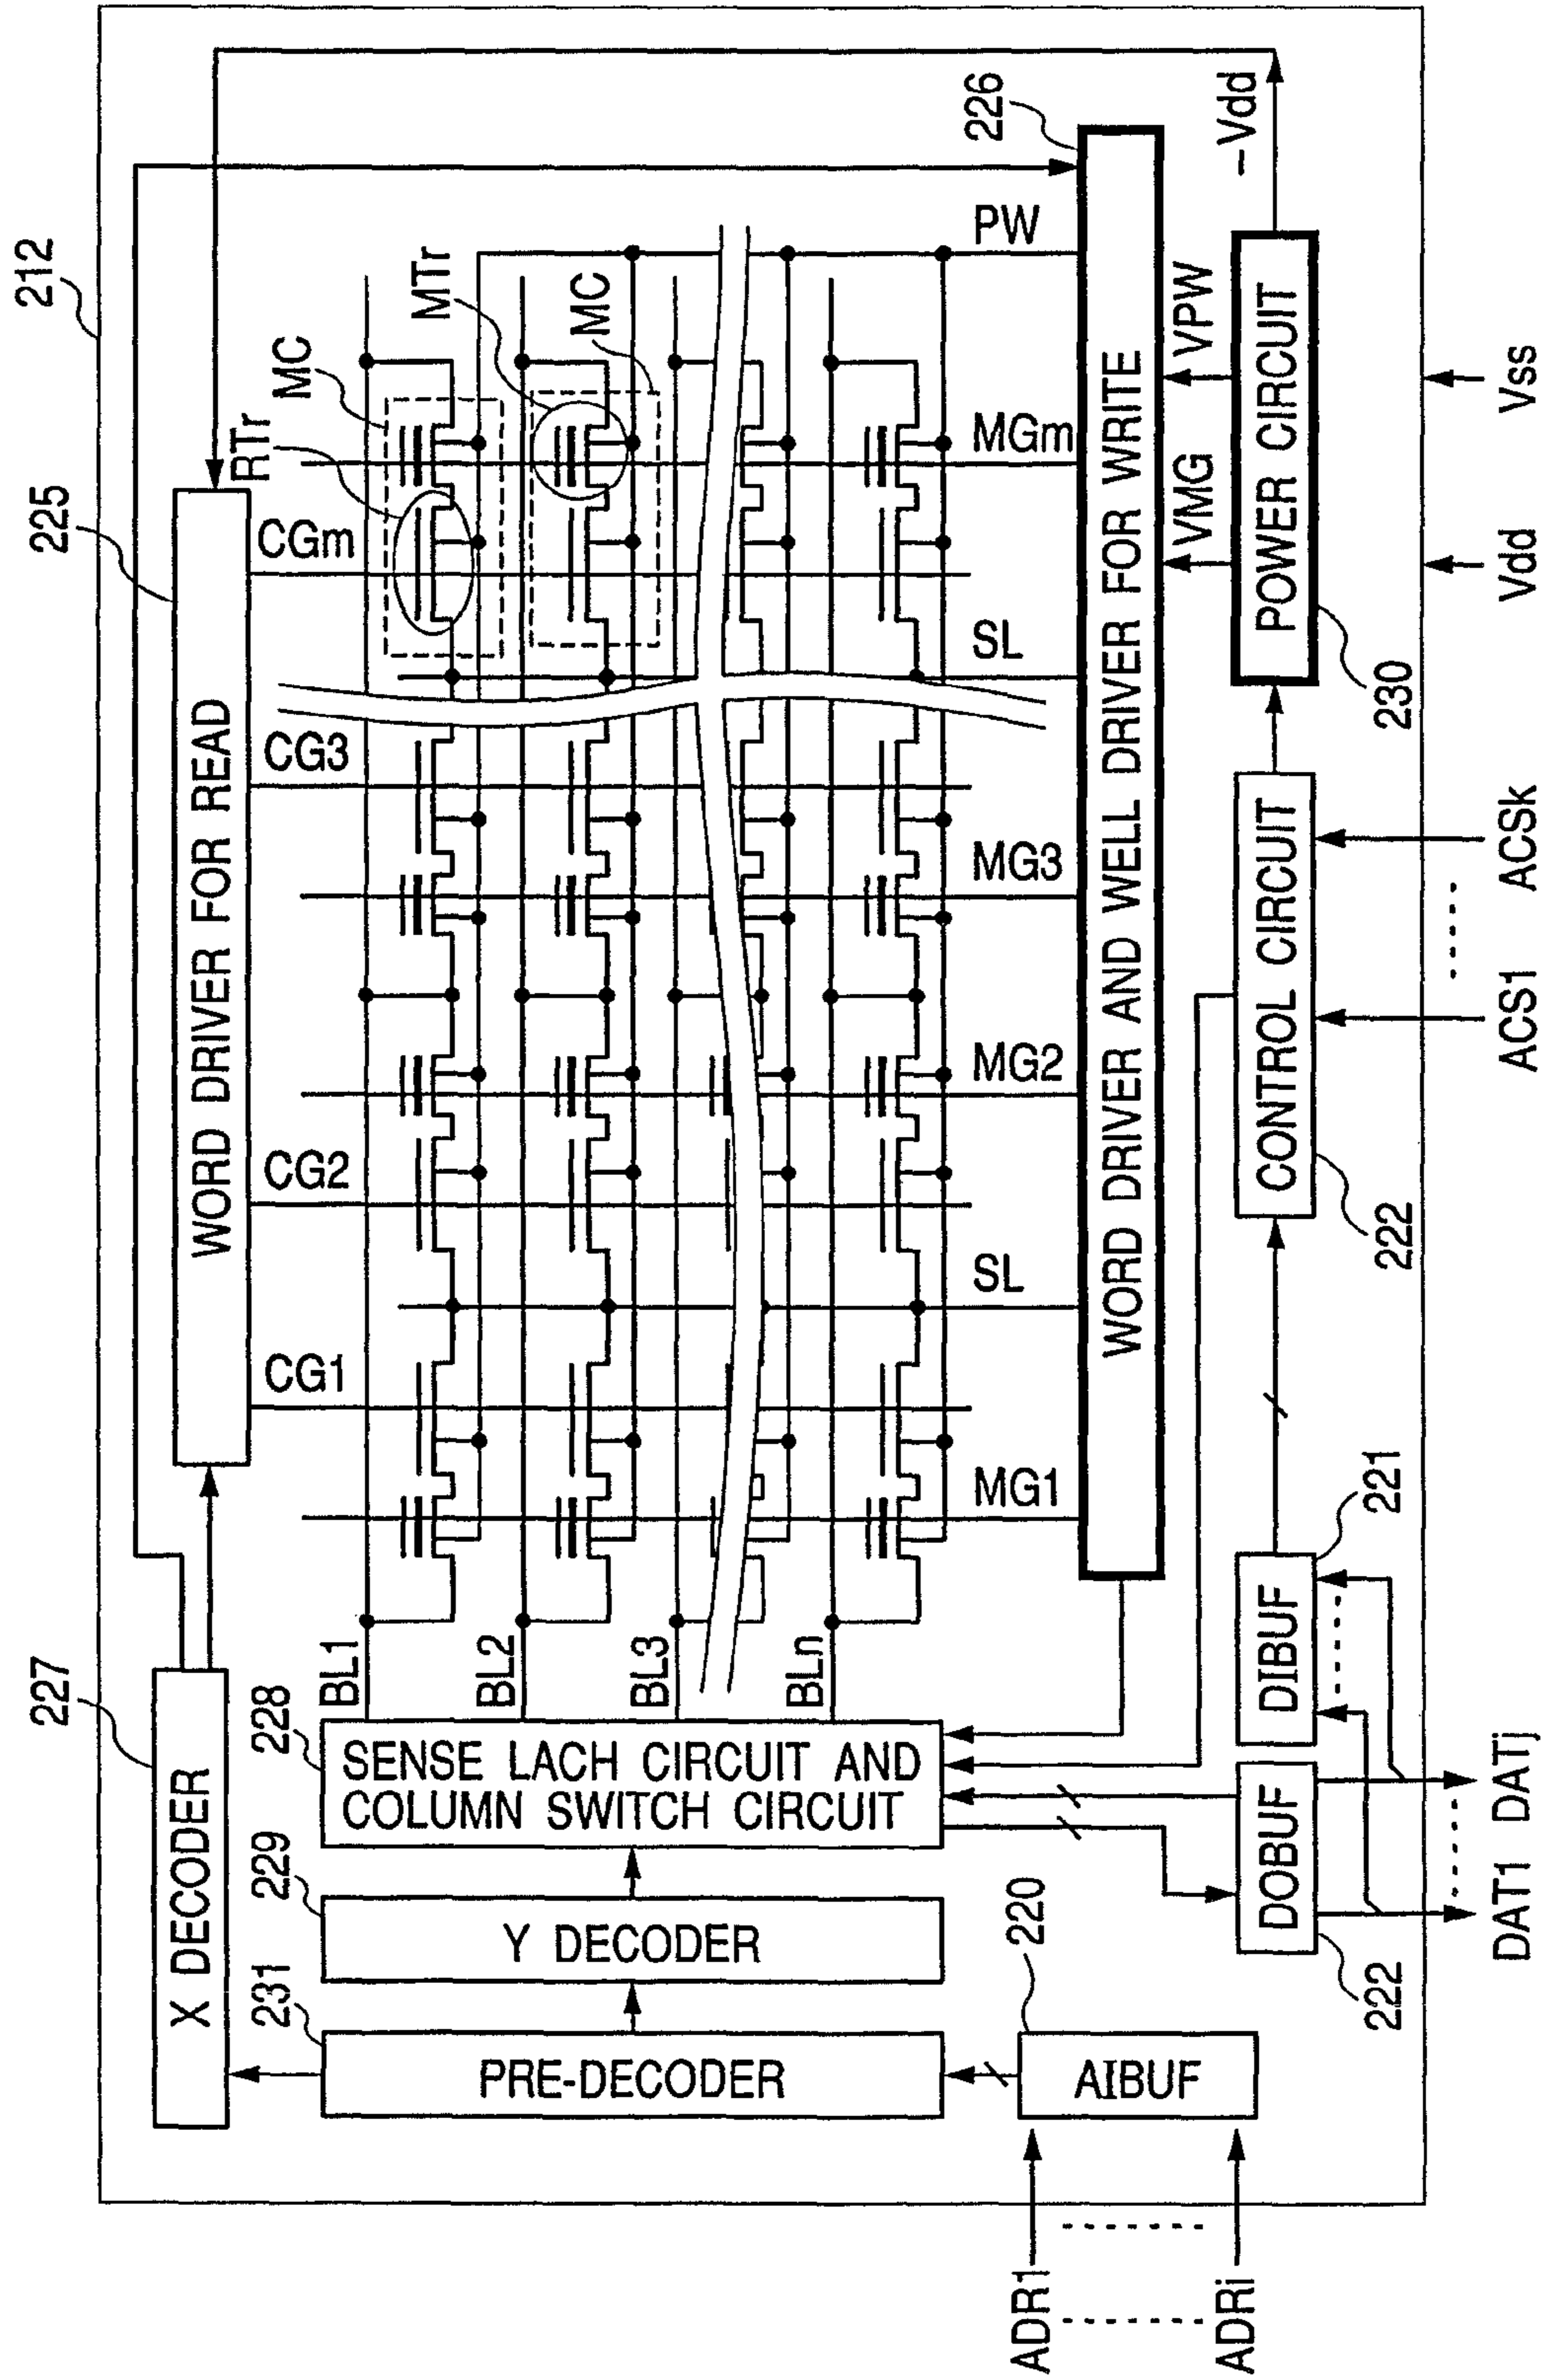 212
225
WORD DRIVER FOR READ
227
X DECODER
CG1
CG2
CG3
CGm
RTr
MC
MTr
MC
BL1
BL2
BL3
BLn
228
SENSE LACH CIRCUIT AND
COLUMN SWITCH CIRCUIT
229
Y DECODER
231
PRE-DECODER
220
AIBUF
ADR1
ADRi
MG1
SL
MG2
MG3
SL
MGm
PW
226
WORD DRIVER AND WELL DRIVER FOR WRITE
VMG
VPW
-Vdd
DOBUF
222
DIBUF
221
CONTROL CIRCUIT
222
POWER CIRCUIT
230
DAT1
DATj
ACS1
ACSk
Vdd
Vss